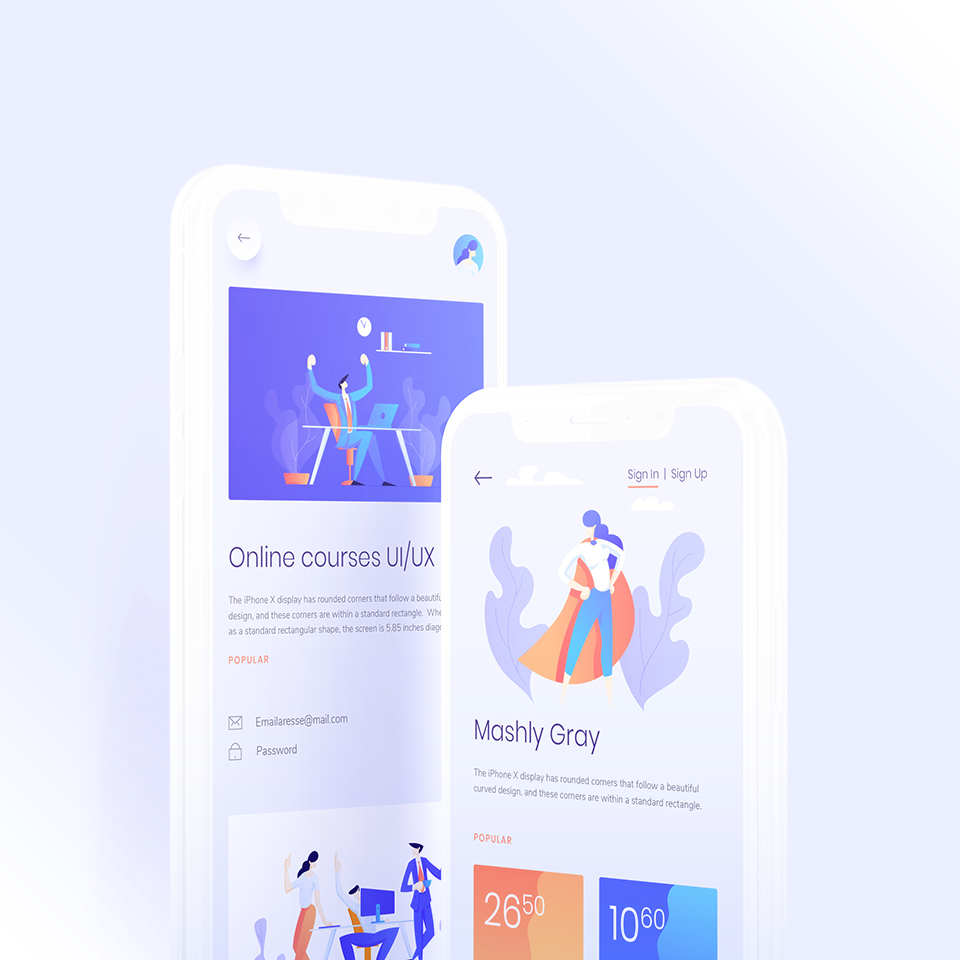 Online courses UI/UX
The iPhone X display has rounded corners that follow a beautifu
design, and these corners are within a standard rectangle. Whe
as a standard rectangular shape, the screen is 5.85 inches diago
POPULAR
Emailaresse@mail.com
Password
Sign In | Sign Up
Mashly Gray
The iPhone X display has rounded corners that follow a beautiful
curved design, and these corners are within a standard rectangle.
POPULAR
26 50
10 60